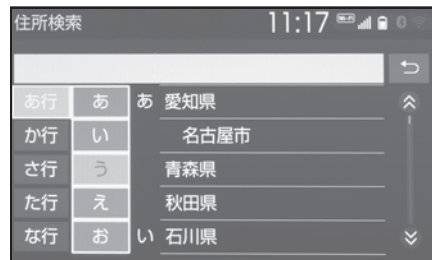 住所検索 11:17 Wi-Fi
あ行 あ あ 愛知県
か行 い 名古屋市
さ行 う 青森県
た行 え 秋田県
な行 お い 石川県